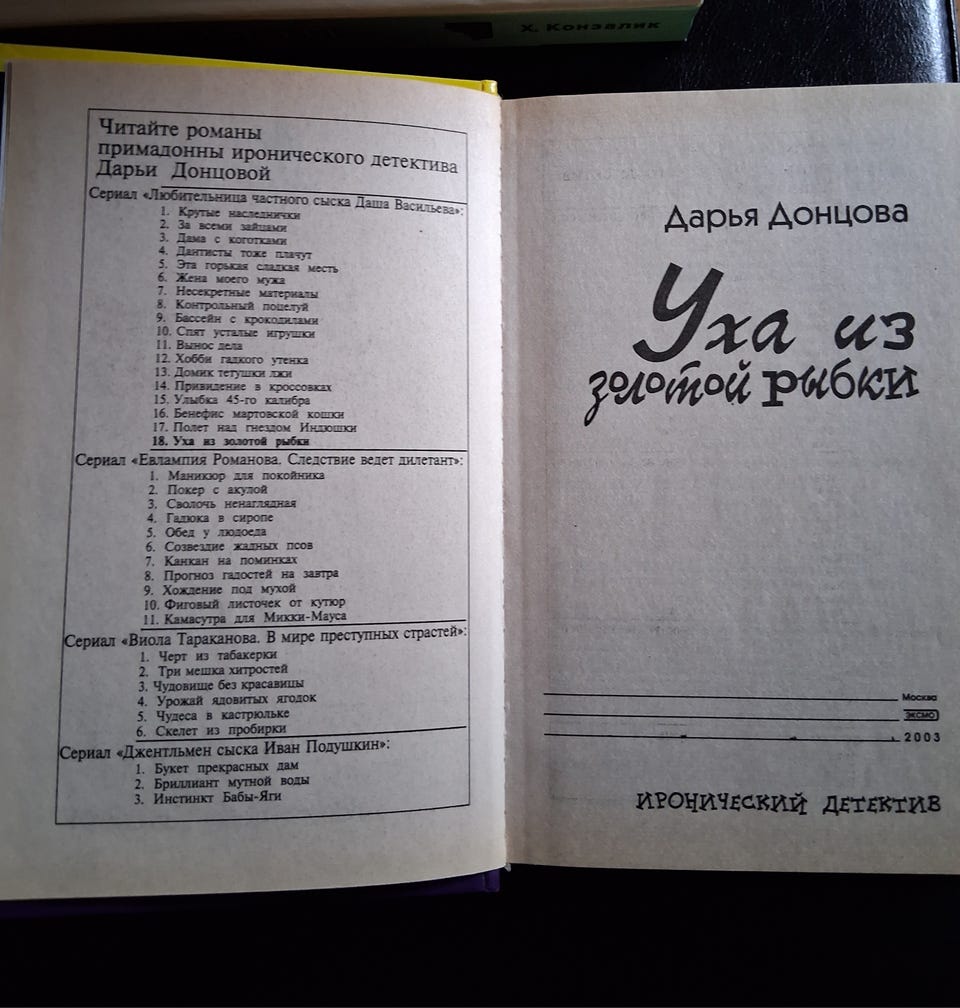 Х. Конзалик
Читайте романы
примадонны иронического детектива
Дарьи Донцовой
Сериал «Любительница частного сыска Даша Васильева»:
1. Крутые наследнички
2. За всеми зайцами
3. Дама с коготками
4. Дантисты тоже плачут
5. Эта горькая сладкая месть
6. Жена моего мужа
7. Несекретные материалы
8. Контрольный поцелуй
9. Бассейн с крокодилами
10. Спят усталые игрушки
11. Вынос дела
12. Хобби гадкого утенка
13. Домик тетушки лжи
14. Привидение в кроссовках
15. Улыбка 45-го калибра
16. Бенефис мартовской кошки
17. Полет над гнездом Индюшки
18. Уха из золотой рыбки
Сериал «Евлампия Романова. Следствие ведет дилетант»:
1. Маникюр для покойника
2. Покер с акулой
3. Сволочь ненаглядная
4. Гадюка в сиропе
5. Обед у людоеда
6. Созвездие жадных псов
7. Канкан на поминках
8. Прогноз гадостей на завтра
9. Хождение под мухой
10. Фиговый листочек от кутюр
11. Камасутра для Микки-Мауса
Сериал «Виола Тараканова. В мире преступных страстей»:
1. Черт из табакерки
2. Три мешка хитростей
3. Чудовище без красавицы
4. Урожай ядовитых ягодок
5. Чудеса в кастрюльке
6. Скелет из пробирки
Сериал «Джентльмен сыска Иван Подушкин»:
1. Букет прекрасных дам
2. Бриллиант мутной воды
3. Инстинкт Бабы-Яги
Дарья Донцова
Уха из
золотой рыбки
Москва
ЭКСМО
2003
ИРОНИЧЕСКИЙ ДЕТЕКТИВ